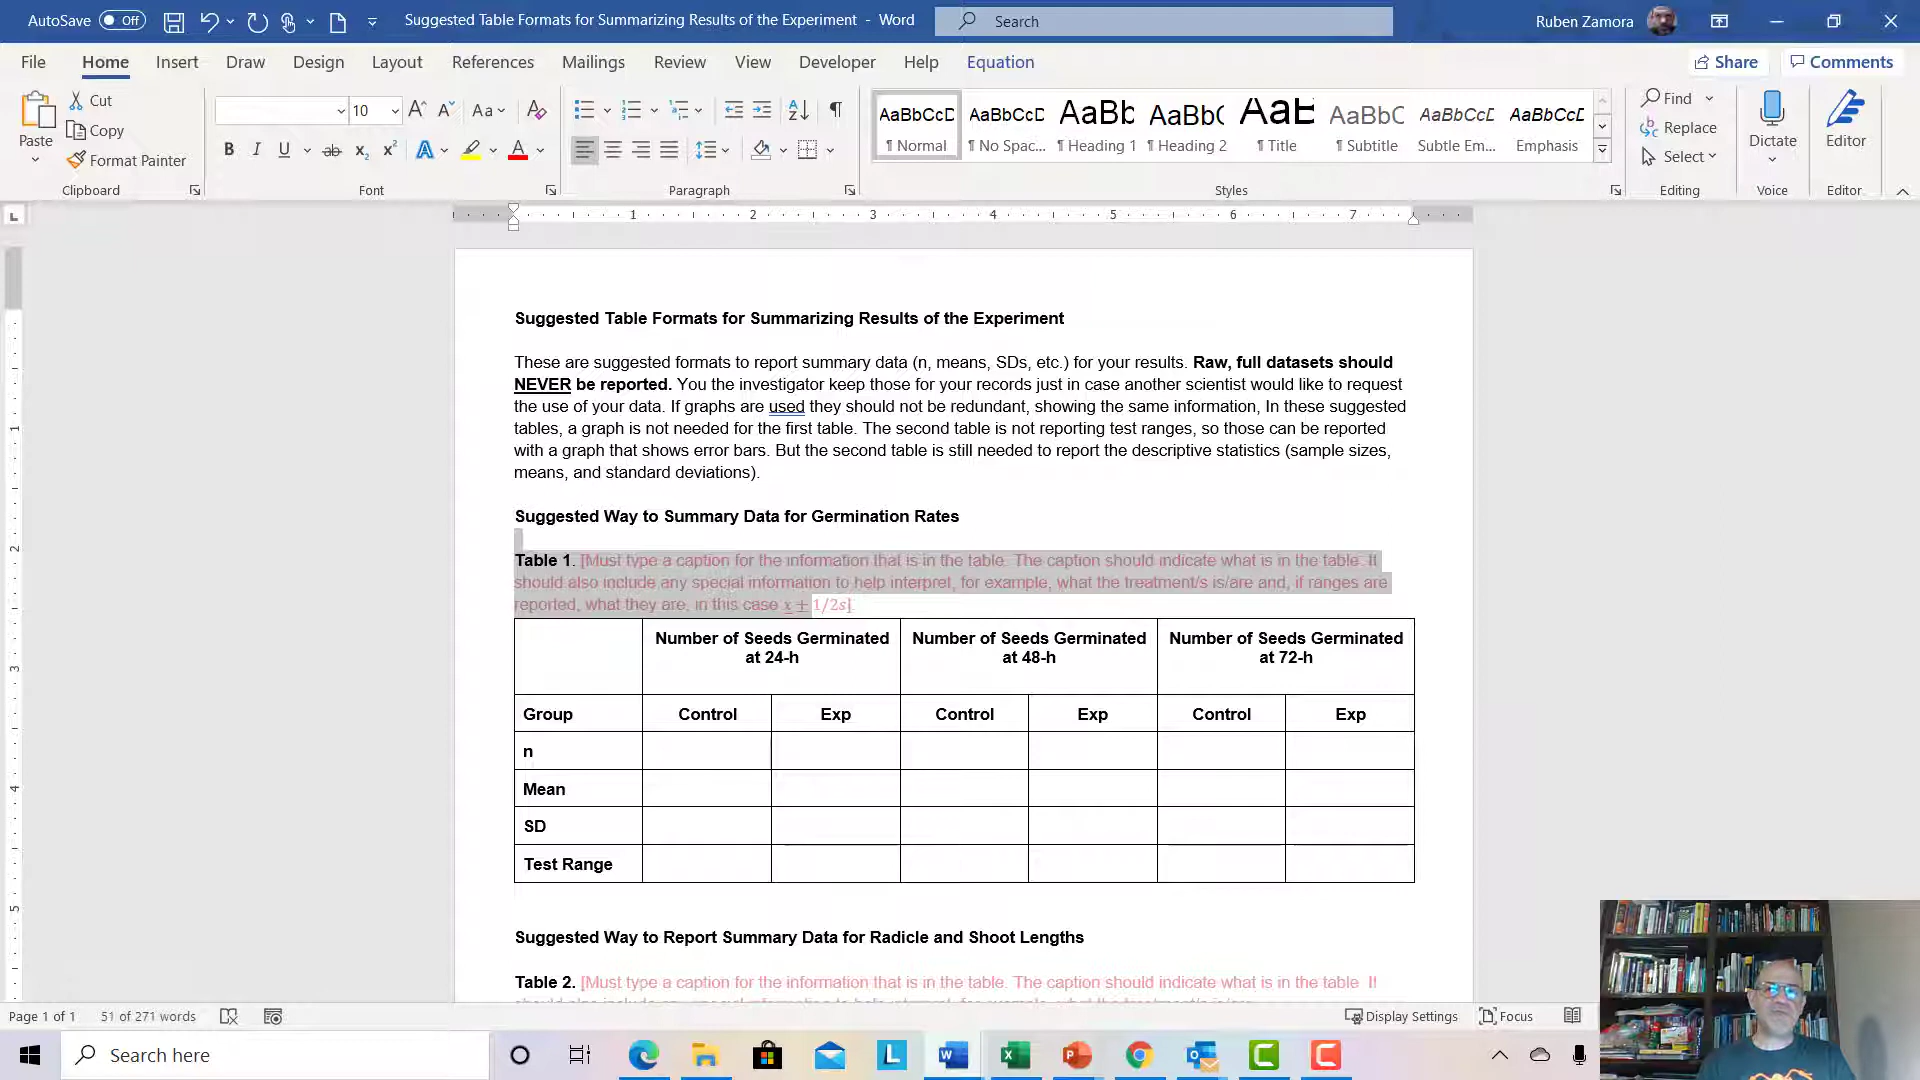 AutoSave Off
Suggested Table Formats for Summarizing Results of the Experiment - Word
Search
Ruben Zamora
File Home Insert Draw Design Layout References Mailings Review View Developer Help Equation
Share Comments
Paste
Cut
Copy
Format Painter
Clipboard
10
Font
Paragraph
AaBbCcD AaBbCcD AaBb AaBb( AaB AaBbC AaBbCcL AaBbCcL
¶ Normal ¶ No Spac... ¶ Heading 1 ¶ Heading 2 ¶ Title ¶ Subtitle Subtle Em... Emphasis
Styles
Find
Replace
Select
Editing
Dictate
Voice
Editor
Editor
1 2 3 4 5 6 7
Suggested Table Formats for Summarizing Results of the Experiment
These are suggested formats to report summary data (n, means, SDs, etc.) for your results. Raw, full datasets should
NEVER be reported. You the investigator keep those for your records just in case another scientist would like to request
the use of your data. If graphs are used they should not be redundant, showing the same information, In these suggested
tables, a graph is not needed for the first table. The second table is not reporting test ranges, so those can be reported
with a graph that shows error bars. But the second table is still needed to report the descriptive statistics (sample sizes,
means, and standard deviations).
Suggested Way to Summary Data for Germination Rates
Table 1. [Must type a caption for the information that is in the table. The caption should indicate what is in the table. It
should also include any special information to help interpret, for example, what the treatment/s is/are and, if ranges are
reported, what they are, in this case x ± 1/2s].
Number of Seeds Germinated at 24-h
Number of Seeds Germinated at 48-h
Number of Seeds Germinated at 72-h
Group Control Exp Control Exp Control Exp
n
Mean
SD
Test Range
Suggested Way to Report Summary Data for Radicle and Shoot Lengths
Table 2. [Must type a caption for the information that is in the table. The caption should indicate what is in the table. It
Page 1 of 1 51 of 271 words
Display Settings Focus
Search here